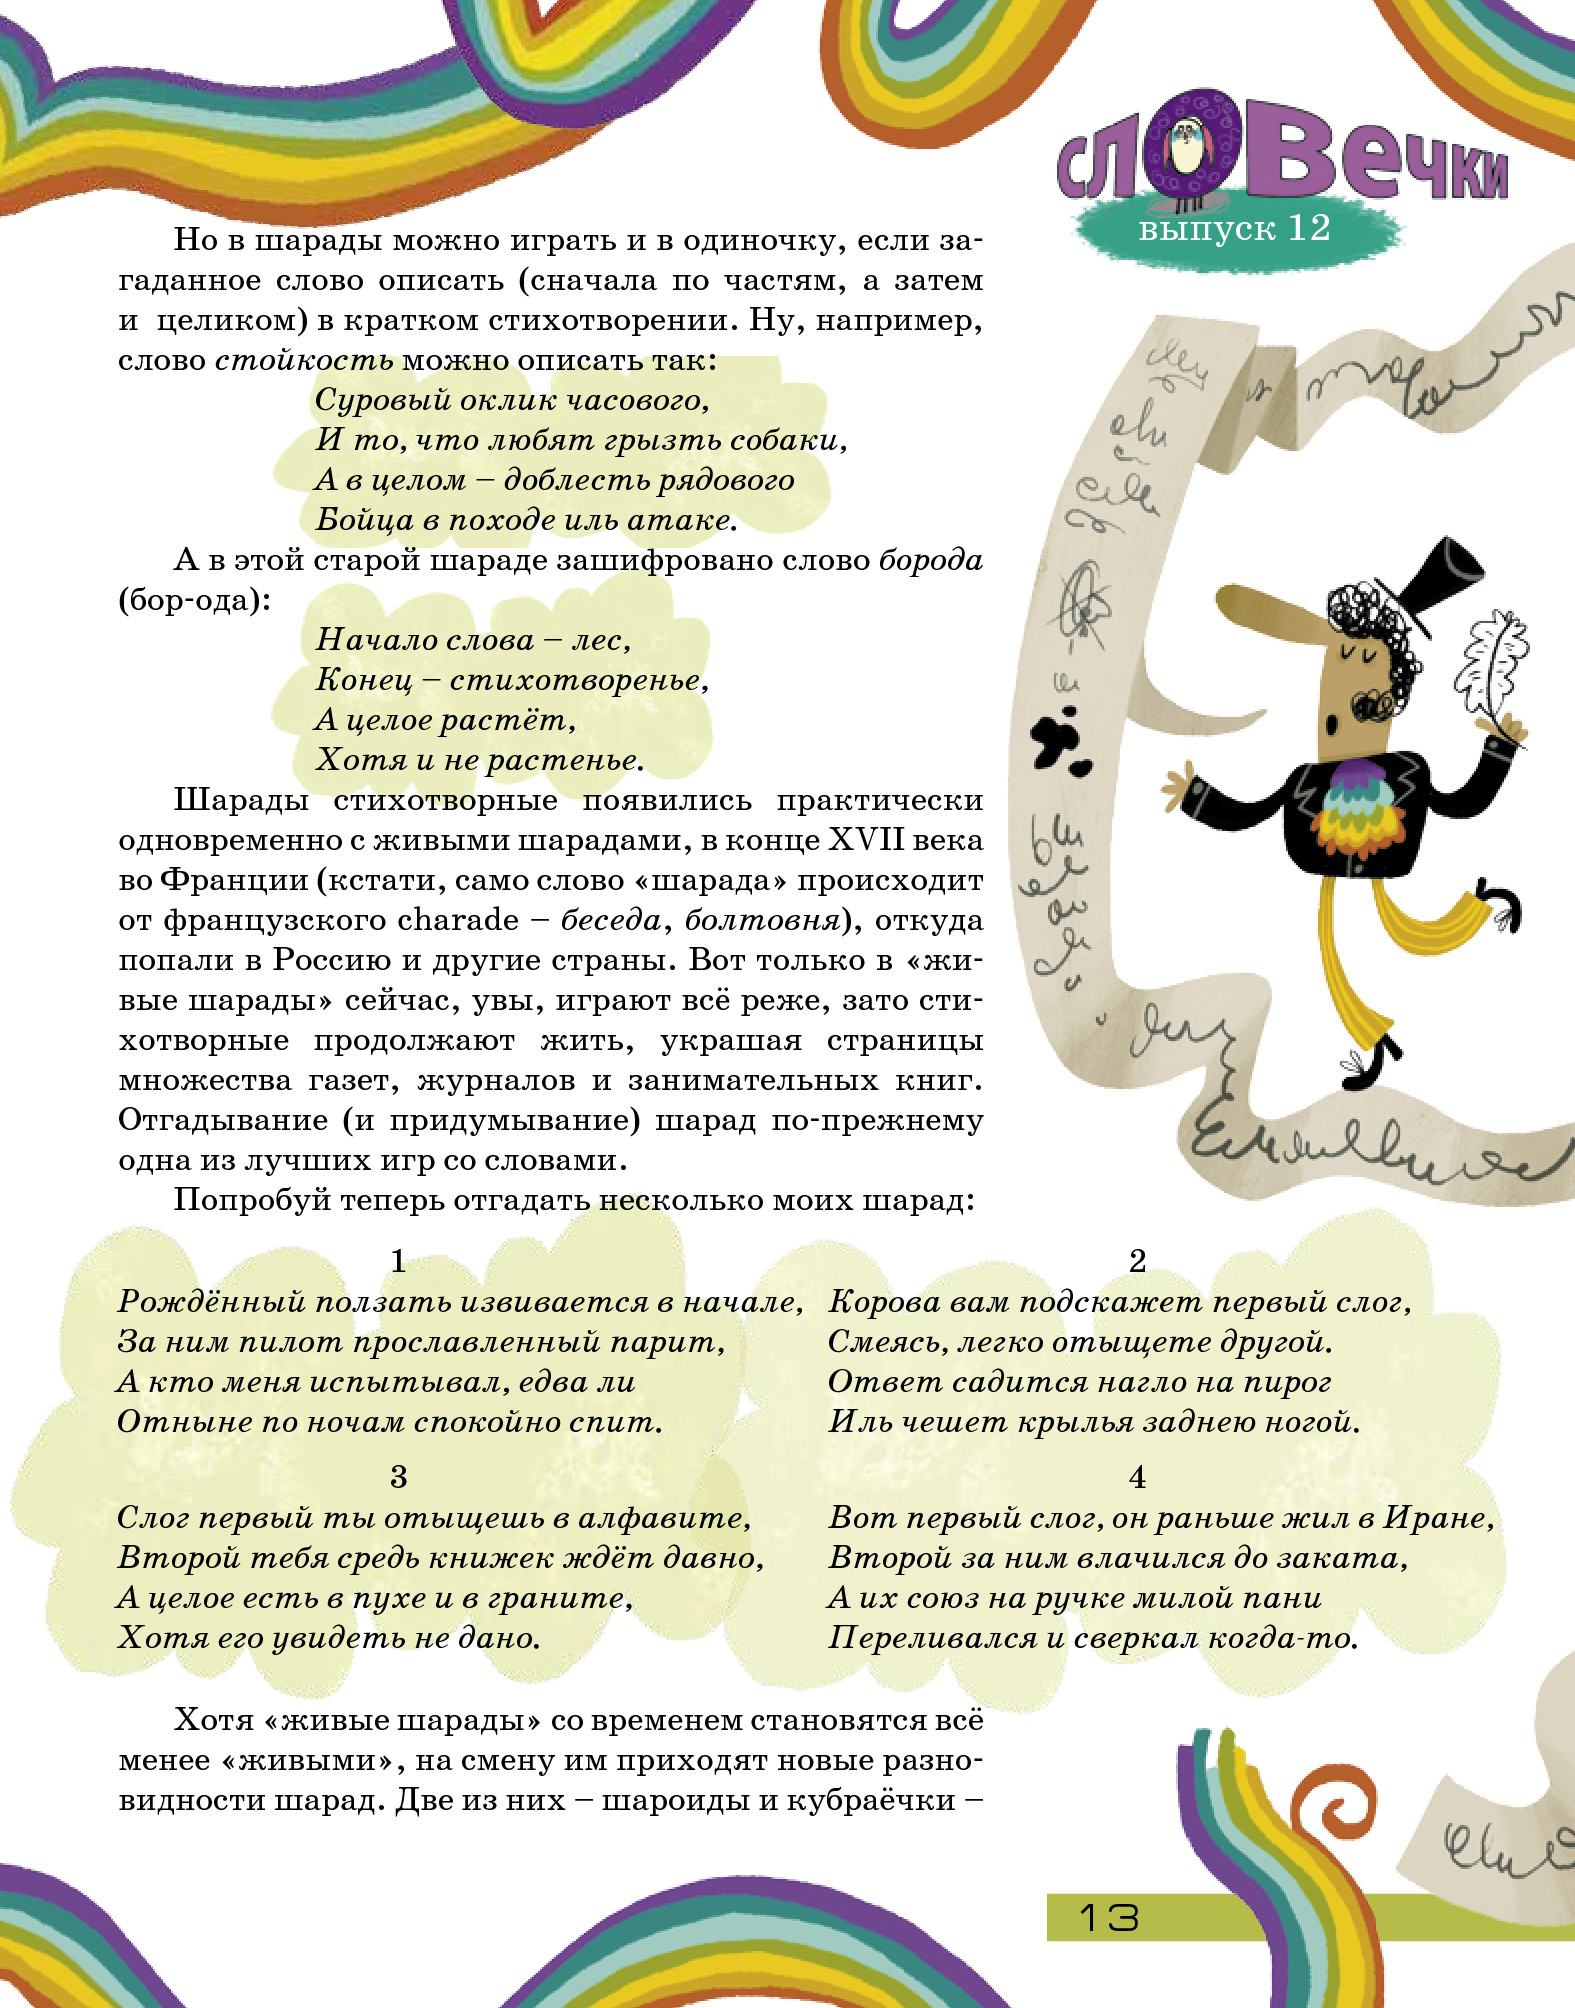 словечки
выпуск 12
Но в шарады можно играть и в одиночку, если за-
гаданное слово описать (сначала по частям, а затем
и целиком) в кратком стихотворении. Ну, например,
слово стойкость можно описать так:
Суровый оклик часового,
И то, что любят грызть собаки,
А в целом – доблесть рядового
Бойца в походе иль атаке.
А в этой старой шараде зашифровано слово борода
(бор-ода):
Начало слова – лес,
Конец – стихотворенье,
А целое растёт,
Хотя и не растенье.
Шарады стихотворные появились практически
одновременно с живыми шарадами, в конце XVII века
во Франции (кстати, само слово «шарада» происходит
от французского charade – беседа, болтовня), откуда
попали в Россию и другие страны. Вот только в «жи-
вые шарады» сейчас, увы, играют всё реже, зато сти-
хотворные продолжают жить, украшая страницы
множества газет, журналов и занимательных книг.
Отгадывание (и придумывание) шарад по-прежнему
одна из лучших игр со словами.
Попробуй теперь отгадать несколько моих шарад:
1
Рождённый ползать извивается в начале,
За ним пилот прославленный парит,
А кто меня испытывал, едва ли
Отныне по ночам спокойно спит.
2
Корова вам подскажет первый слог,
Смеясь, легко отыщете другой.
Ответ садится нагло на пирог
Иль чешет крылья заднею ногой.
3
Слог первый ты отыщешь в алфавите,
Второй тебя средь книжек ждёт давно,
А целое есть в пухе и в граните,
Хотя его увидеть не дано.
4
Вот первый слог, он раньше жил в Иране,
Второй за ним влачился до заката,
А их союз на ручке милой пани
Переливался и сверкал когда-то.
Хотя «живые шарады» со временем становятся всё
менее «живыми», на смену им приходят новые разно-
видности шарад. Две из них – шароиды и кубраёчки –
13